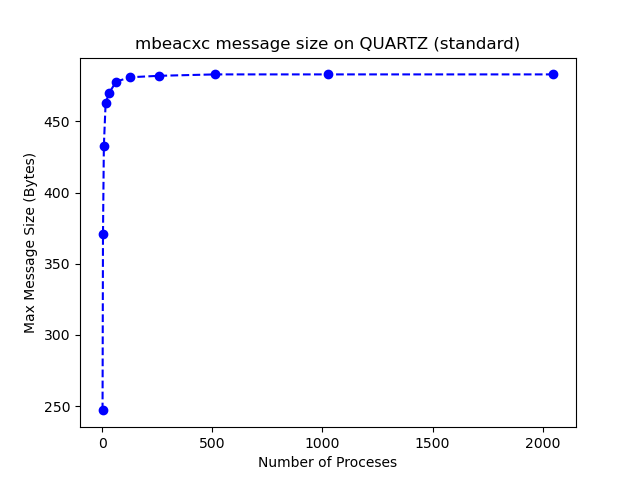 mbeacxc message size on QUARTZ (standard)
Max Message Size (Bytes)
450
400
350
300
250
0 500 1000 1500 2000
Number of Proceses